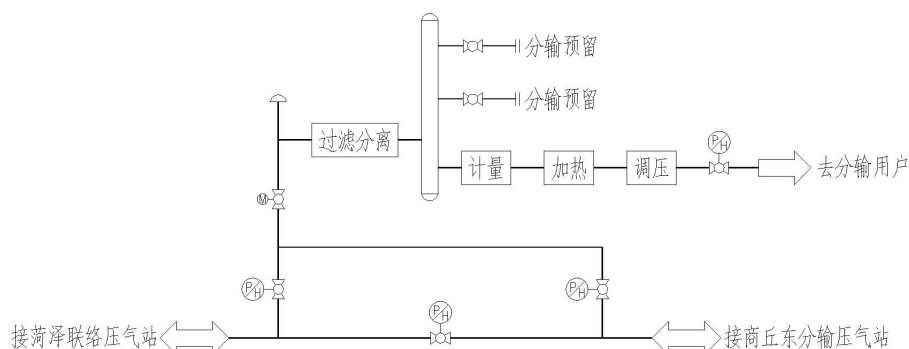 分输预留
分输预留
过滤分离
计量
加热
调压
P/H
去分输用户
M
P/H
P/H
P/H
接菏泽联络压气站
接商丘东分输压气站